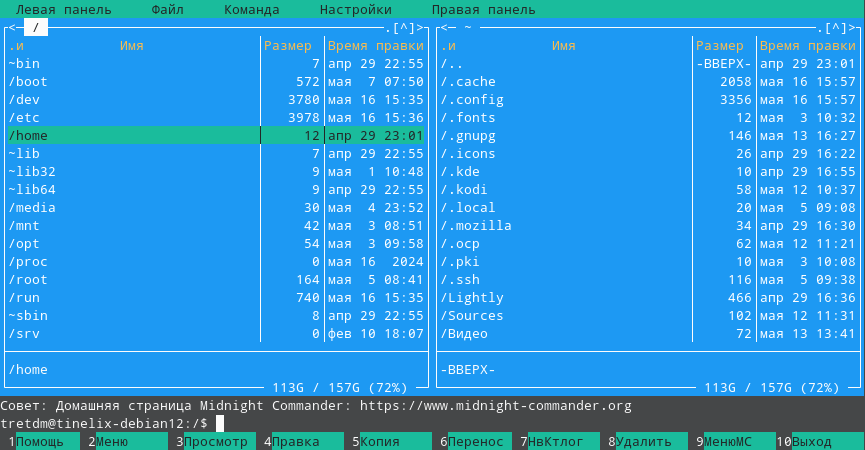 Левая панель Файл Команда Настройки Правая панель
<─ / .[^]> <─ ~ .[^]>
.и Имя Размер Время правки .и Имя Размер Время правки
~bin 7 апр 29 22:55 /.. -ВВЕРХ- апр 29 23:01
/boot 572 мая 7 07:50 /.cache 2058 мая 16 15:57
/dev 3780 мая 16 15:35 /.config 3356 мая 16 15:57
/etc 3978 мая 16 15:36 /.fonts 12 мая 3 10:32
/home 12 апр 29 23:01 /.gnupg 146 мая 13 16:27
~lib 7 апр 29 22:55 /.icons 26 апр 29 16:22
~lib32 9 мая 1 10:48 /.kde 10 апр 29 16:55
~lib64 9 апр 29 22:55 /.kodi 58 мая 12 10:37
/media 30 мая 4 23:52 /.local 20 мая 5 09:08
/mnt 42 мая 3 08:51 /.mozilla 34 апр 29 16:30
/opt 54 мая 3 09:58 /.ocp 62 мая 12 11:21
/proc 0 мая 16 2024 /.pki 10 мая 3 10:08
/root 164 мая 5 08:41 /.ssh 116 мая 5 09:38
/run 740 мая 16 15:35 /Lightly 466 апр 29 16:36
~sbin 8 апр 29 22:55 /Sources 102 мая 12 11:31
/srv 0 фев 10 18:07 /Видео 72 мая 13 13:41
/home -ВВЕРХ-
113G / 157G (72%) 113G / 157G (72%)
Совет: Домашняя страница Midnight Commander: https://www.midnight-commander.org
tretdm@tinelix-debian12:/$
1Помощь 2Меню 3Просмотр 4Правка 5Копия 6Перенос 7НвКтлог 8Удалить 9МенюМС 10Выход